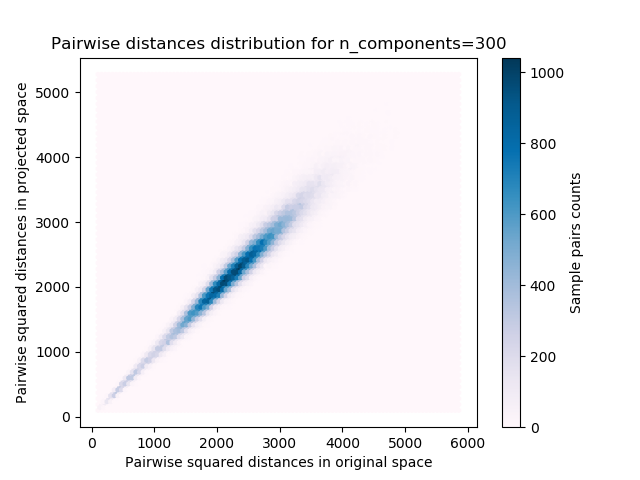 Pairwise distances distribution for n_components=300
Pairwise squared distances in projected space
5000
4000
3000
2000
1000
0
0 1000 2000 3000 4000 5000 6000
Pairwise squared distances in original space
1000
800
600
400
200
0
Sample pairs counts